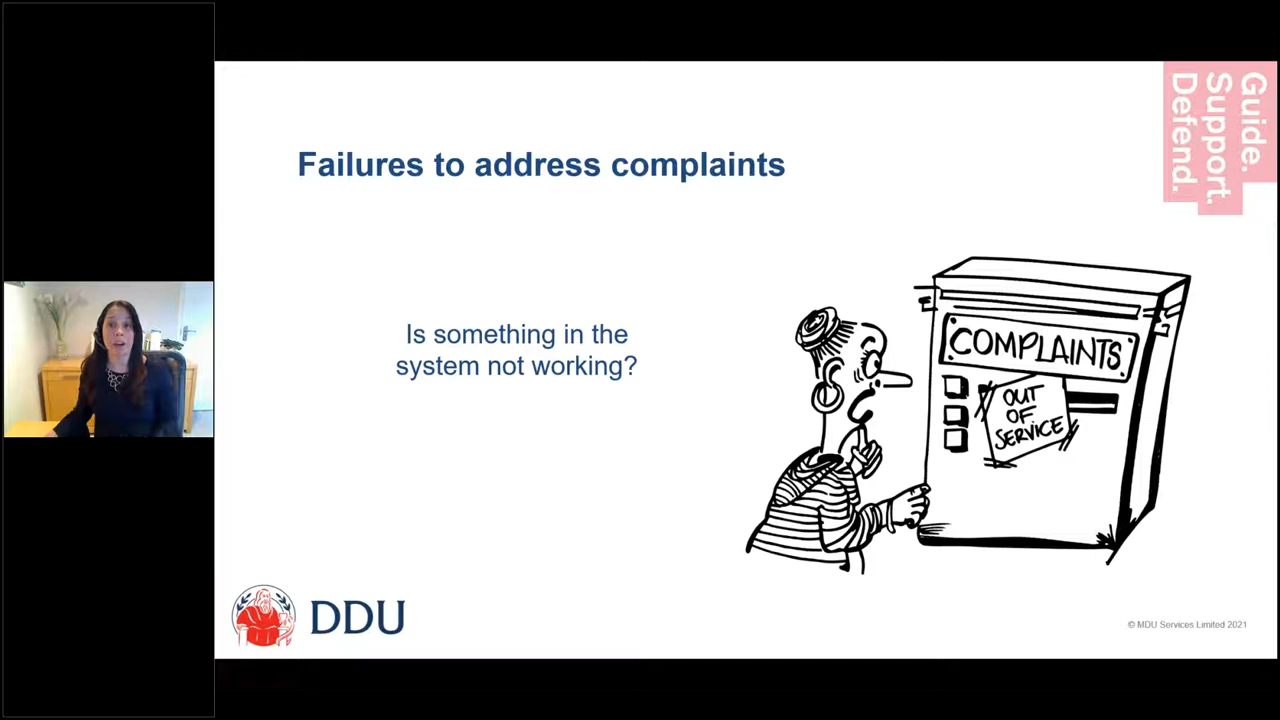 Guide.
Support.
Defend.
Failures to address complaints
Is something in the
system not working?
COMPLAINTS
OUT
OF
SERVICE
DDU
© MDU Services Limited 2021